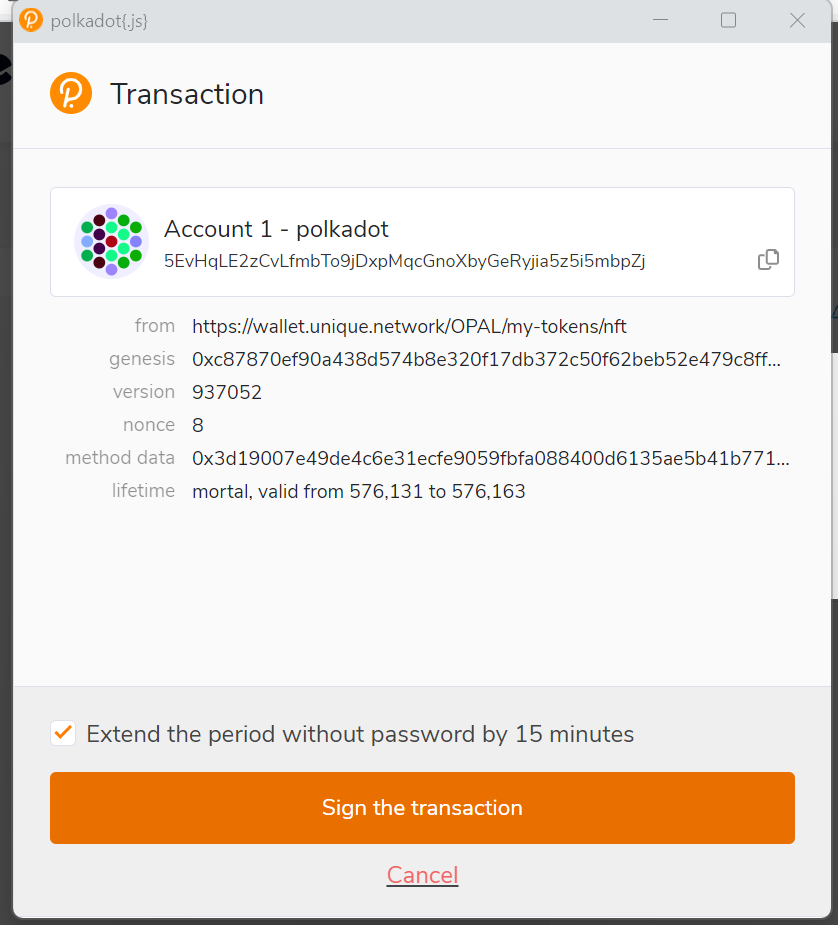 polkadot{.js}
Transaction
Account 1 - polkadot
5EvHqLE2zCvLfmbTo9jDxpMqcGnoXbyGeRyjia5z5i5mbpZj
from https://wallet.unique.network/OPAL/my-tokens/nft
genesis 0xc87870ef90a438d574b8e320f17db372c50f62beb52e479c8ff...
version 937052
nonce 8
method data 0x3d19007e49de4c6e31ecfe9059fbfa088400d6135ae5b41b771...
lifetime mortal, valid from 576,131 to 576,163
Extend the period without password by 15 minutes
Sign the transaction
Cancel